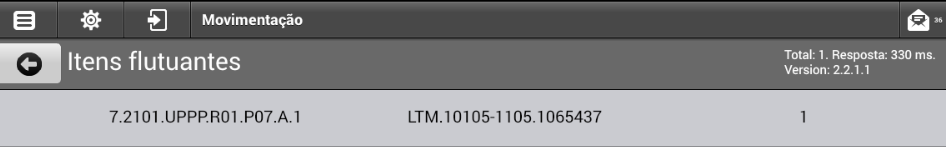 Movimentação
36
Itens flutuantes
Total: 1. Resposta: 330 ms.
Version: 2.2.1.1
7.2101.UPPP.R01.P07.A.1 LTM.10105-1105.1065437 1